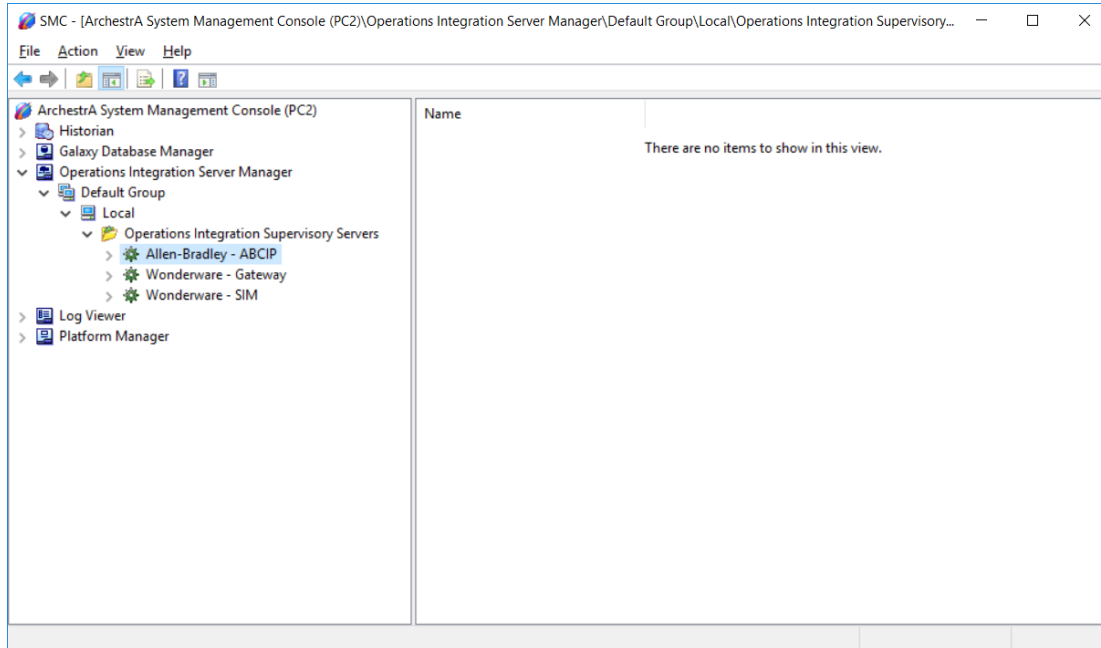 SMC - [ArchestrA System Management Console (PC2)\Operations Integration Server Manager\Default Group\Local\Operations Integration Supervisory...
File Action View Help
ArchestrA System Management Console (PC2)
Historian
Galaxy Database Manager
Operations Integration Server Manager
Default Group
Local
Operations Integration Supervisory Servers
Allen-Bradley - ABCIP
Wonderware - Gateway
Wonderware - SIM
Log Viewer
Platform Manager
Name
There are no items to show in this view.